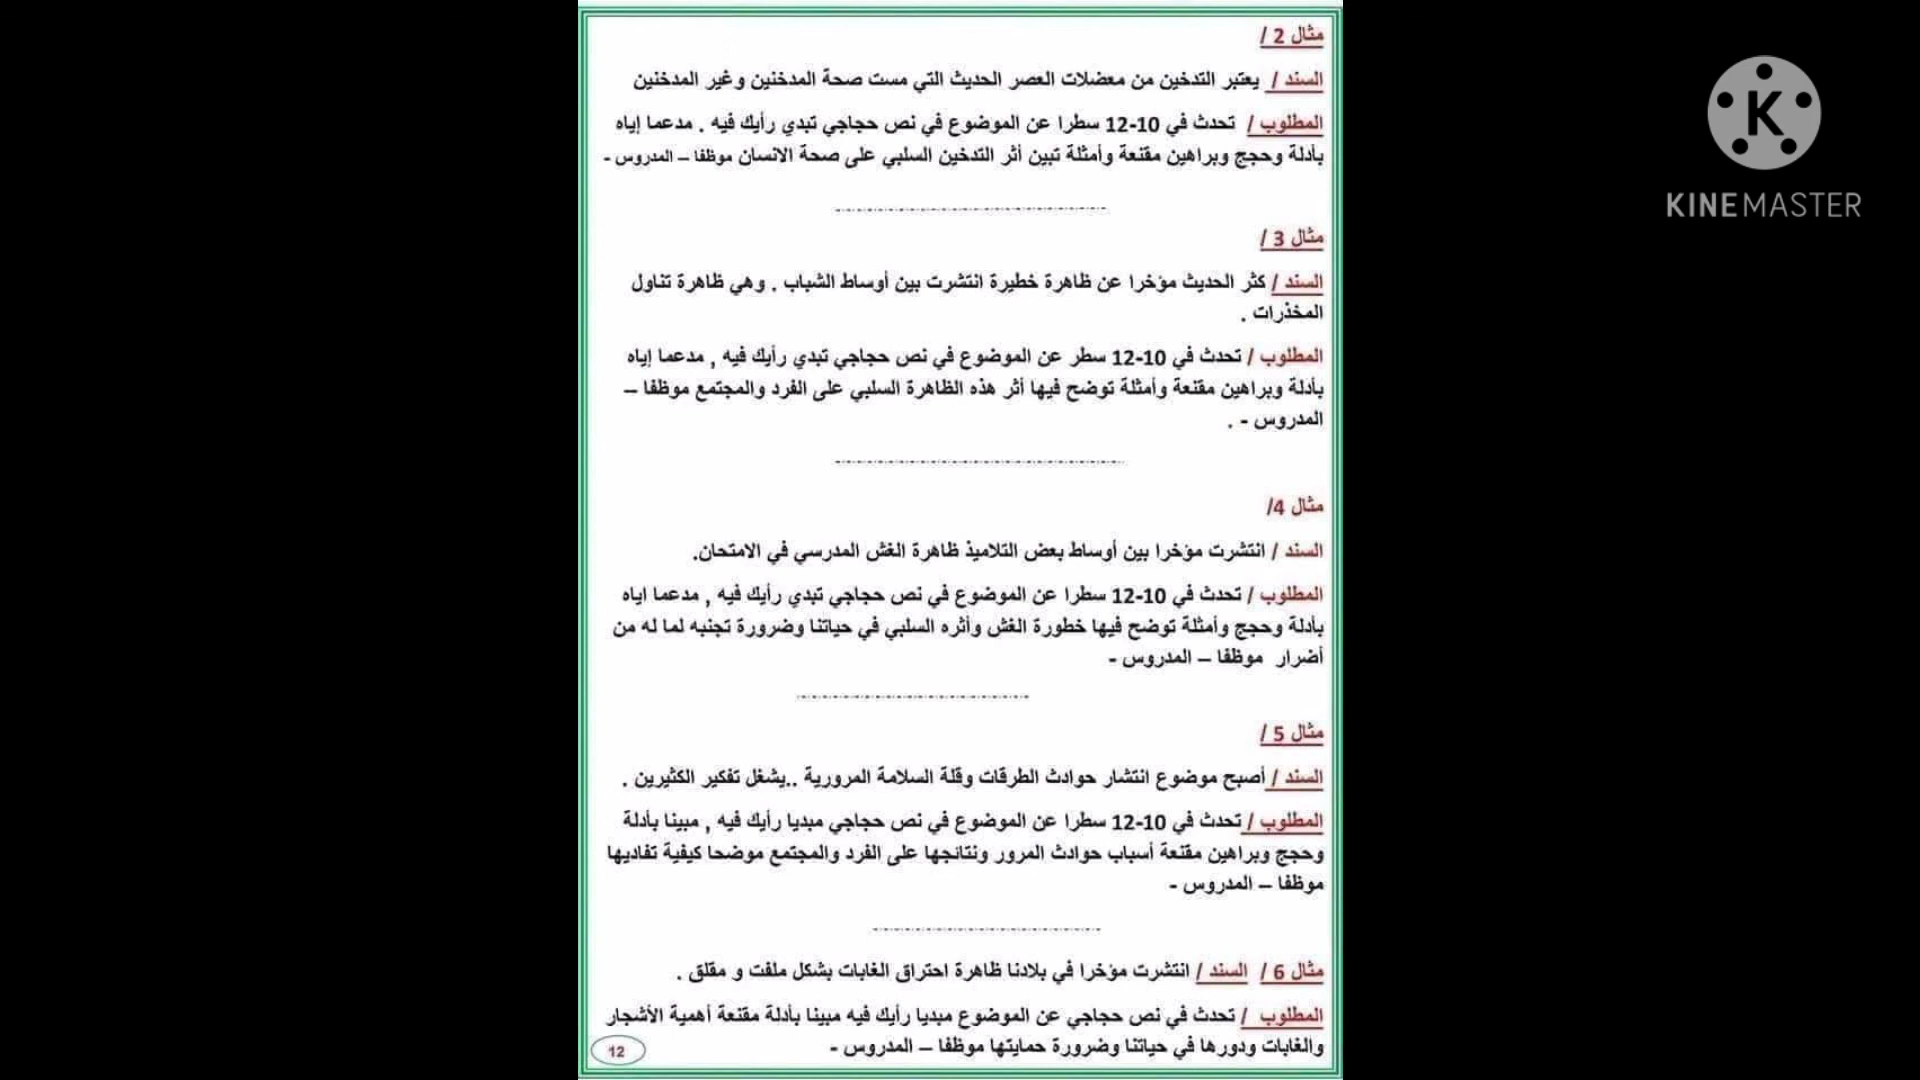 مثال 2 /
السند / يعتبر التدخين من معضلات العصر الحديث التي مست صحة المدخنين وغير المدخنين
المطلوب / تحدث في 10-12 سطرا عن الموضوع في نص حجاجي تبدي رأيك فيه . مدعما إياه
بأدلة وحجج وبراهين مقنعة وأمثلة تبين أثر التدخين السلبي على صحة الانسان موظفا – المدروس -
مثال 3 /
السند / كثر الحديث مؤخرا عن ظاهرة خطيرة انتشرت بين أوساط الشباب . وهي ظاهرة تناول
المخذرات .
المطلوب / تحدث في 10-12 سطر عن الموضوع في نص حجاجي تبدي رأيك فيه , مدعما إياه
بأدلة وبراهين مقنعة وأمثلة توضح فيها أثر هذه الظاهرة السلبي على الفرد والمجتمع موظفا –
المدروس - .
مثال 4/
السند / انتشرت مؤخرا بين أوساط بعض التلاميذ ظاهرة الغش المدرسي في الامتحان.
المطلوب / تحدث في 10-12 سطرا عن الموضوع في نص حجاجي تبدي رأيك فيه , مدعما اياه
بأدلة وحجج وأمثلة توضح فيها خطورة الغش وأثره السلبي في حياتنا وضرورة تجنبه لما له من
أضرار موظفا – المدروس -
مثال 5 /
السند / أصبح موضوع انتشار حوادث الطرقات وقلة السلامة المرورية ..يشغل تفكير الكثيرين .
المطلوب / تحدث في 10-12 سطرا عن الموضوع في نص حجاجي مبديا رأيك فيه , مبينا بأدلة
وحجج وبراهين مقنعة أسباب حوادث المرور ونتائجها على الفرد والمجتمع موضحا كيفية تفاديها
موظفا – المدروس -
مثال 6 / السند / انتشرت مؤخرا في بلادنا ظاهرة احتراق الغابات بشكل ملفت و مقلق .
المطلوب / تحدث في نص حجاجي عن الموضوع مبديا رأيك فيه مبينا بأدلة مقنعة أهمية الأشجار
والغابات ودورها في حياتنا وضرورة حمايتها موظفا – المدروس -
12
K
KINEMASTER